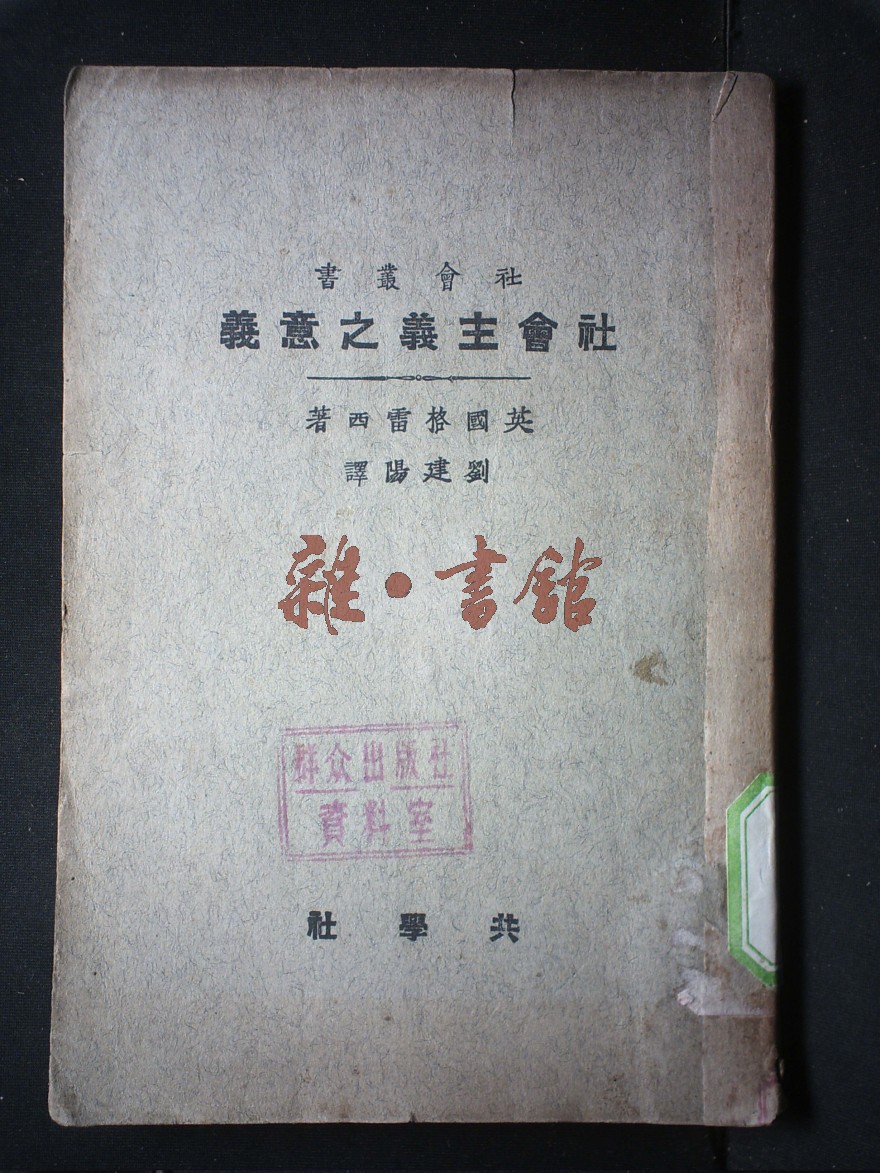 社會叢書
社會主義之意義
英國格雷西著
劉建陽譯
雜·書館
群众出版社
資料室
共學社